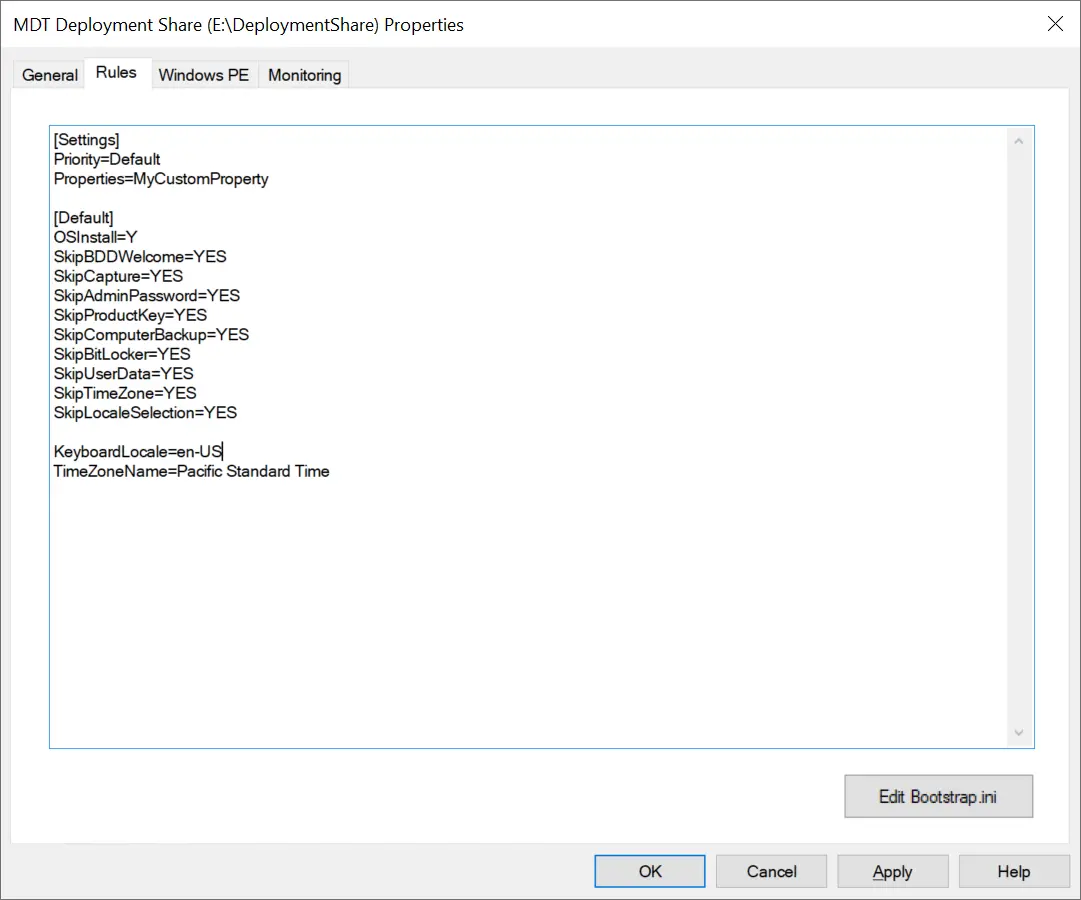 MDT Deployment Share (E:\DeploymentShare) Properties
General Rules Windows PE Monitoring
[Settings]
Priority=Default
Properties=MyCustomProperty
[Default]
OSInstall=Y
SkipBDDWelcome=YES
SkipCapture=YES
SkipAdminPassword=YES
SkipProductKey=YES
SkipComputerBackup=YES
SkipBitLocker=YES
SkipUserData=YES
SkipTimeZone=YES
SkipLocaleSelection=YES
KeyboardLocale=en-US
TimeZoneName=Pacific Standard Time
Edit Bootstrap.ini
OK Cancel Apply Help